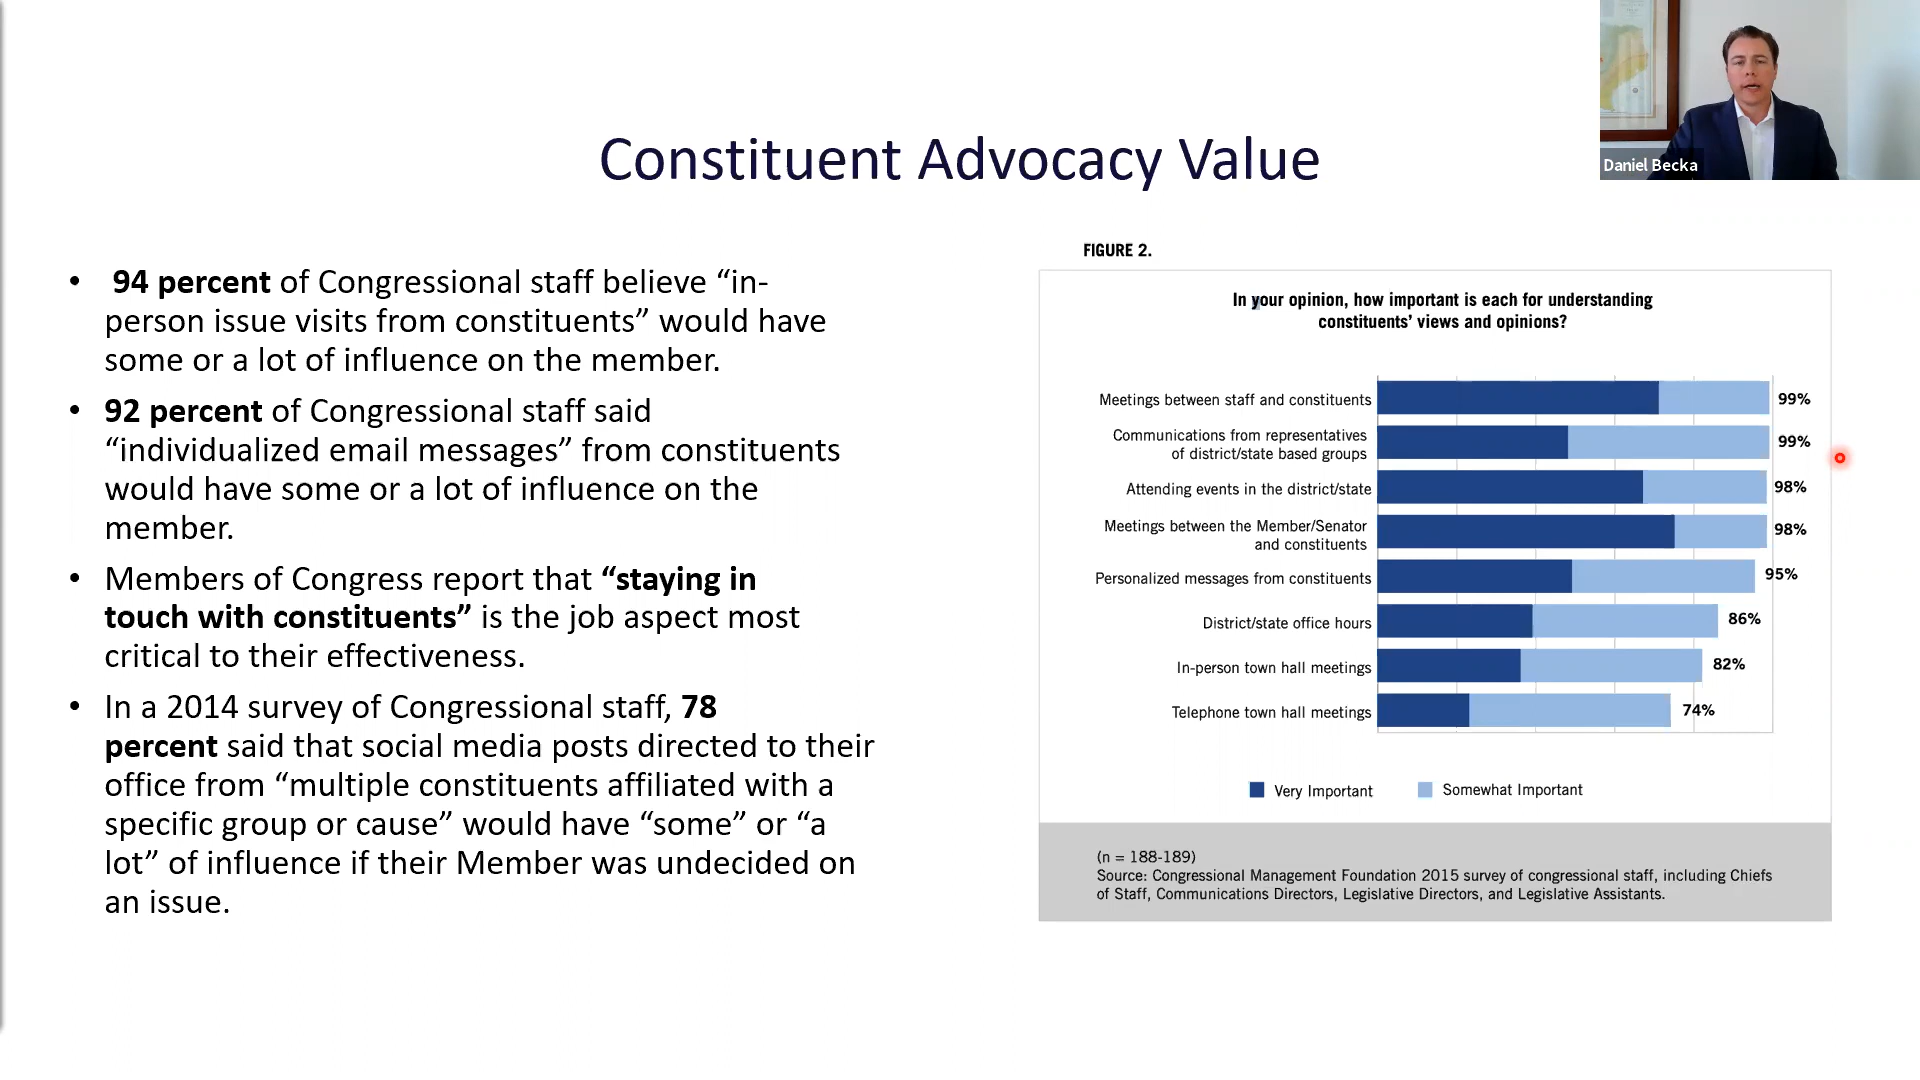 Constituent Advocacy Value
Daniel Becka
• 94 percent of Congressional staff believe “in-
person issue visits from constituents” would have
some or a lot of influence on the member.
• 92 percent of Congressional staff said
“individualized email messages” from constituents
would have some or a lot of influence on the
member.
• Members of Congress report that “staying in
touch with constituents” is the job aspect most
critical to their effectiveness.
• In a 2014 survey of Congressional staff, 78
percent said that social media posts directed to their
office from “multiple constituents affiliated with a
specific group or cause” would have “some” or “a
lot” of influence if their Member was undecided on
an issue.
FIGURE 2.
In your opinion, how important is each for understanding
constituents’ views and opinions?
Meetings between staff and constituents 99%
Communications from representatives
of district/state based groups 99%
Attending events in the district/state 98%
Meetings between the Member/Senator
and constituents 98%
Personalized messages from constituents 95%
District/state office hours 86%
In-person town hall meetings 82%
Telephone town hall meetings 74%
Very Important Somewhat Important
(n = 188-189)
Source: Congressional Management Foundation 2015 survey of congressional staff, including Chiefs
of Staff, Communications Directors, Legislative Directors, and Legislative Assistants.